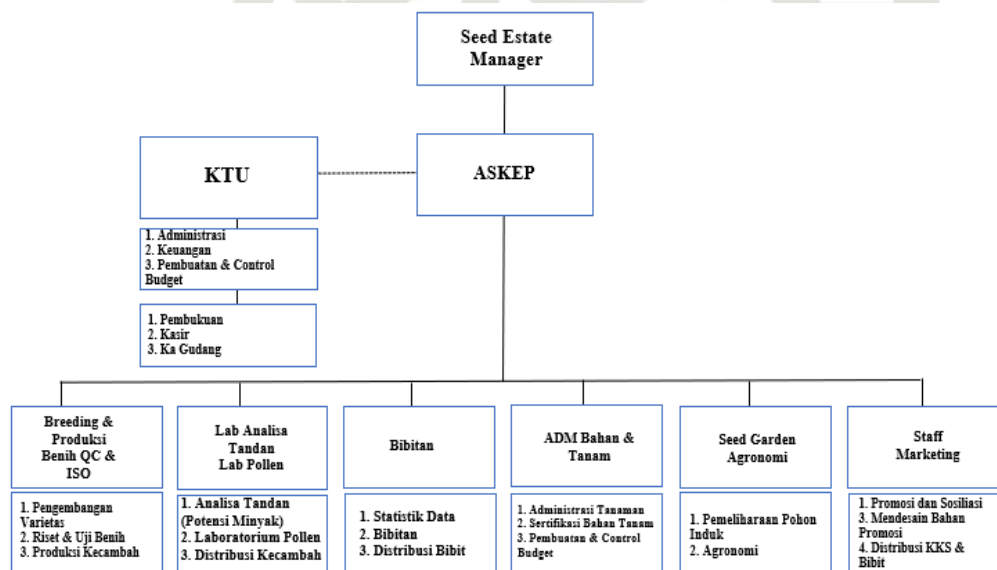 Seed Estate
Manager
KTU
ASKEP
1. Administrasi
2. Keuangan
3. Pembuatan & Control
Budget
1. Pembukuan
2. Kasir
3. Ka Gudang
Breeding &
Produksi
Benih QC &
ISO
1. Pengembangan
Varietas
2. Riset & Uji Benih
3. Produksi Kecambah
Lab Analisa
Tandan
Lab Pollen
1. Analisa Tandan
(Potensi Minyak)
2. Laboratorium Pollen
3. Distribusi Kecambah
Bibitan
1. Statistik Data
2. Bibitan
3. Distribusi Bibit
ADM Bahan &
Tanam
1. Administrasi Tanaman
2. Sertifikasi Bahan Tanam
3. Pembuatan & Control
Budget
Seed Garden
Agronomi
1. Pemeliharaan Pohon
Induk
2. Agronomi
Staff
Marketing
1. Promosi dan Sosiliasi
3. Mendesain Bahan
Promosi
4. Distribusi KKS &
Bibit